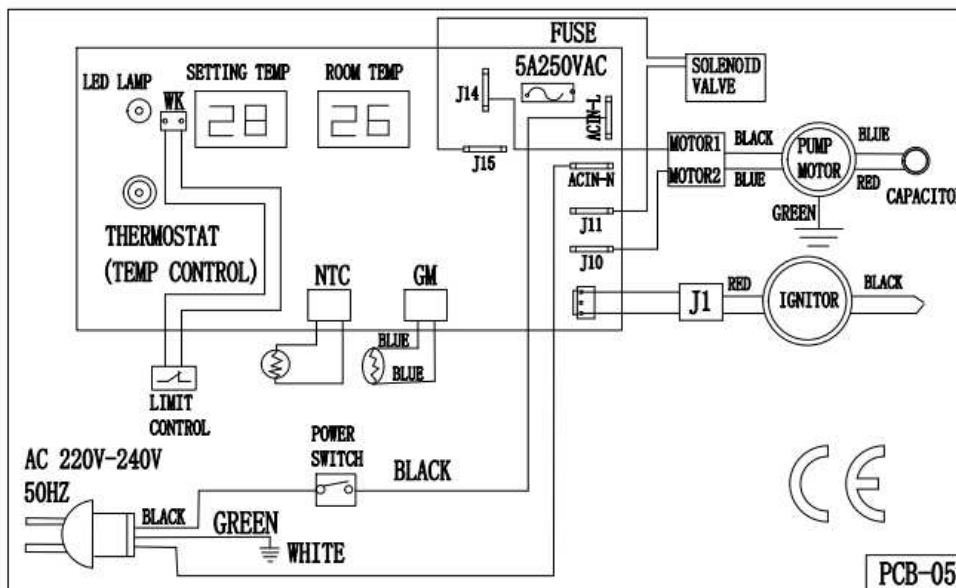 FUSE
5A250VAC
SOLENOID
VALVE
LED LAMP
SETTING TEMP
ROOM TEMP
WK
28
26
J14
ACIN-L
J15
ACIN-N
MOTOR1
MOTOR2
BLACK
BLUE
PUMP
MOTOR
BLUE
RED
CAPACITO
GREEN
J11
J10
THERMOSTAT
(TEMP CONTROL)
NTC
GM
BLUE
BLUE
J1
RED
IGNITOR
BLACK
LIMIT
CONTROL
POWER
SWITCH
AC 220V-240V
50HZ
BLACK
BLACK
GREEN
WHITE
CE
PCB-05